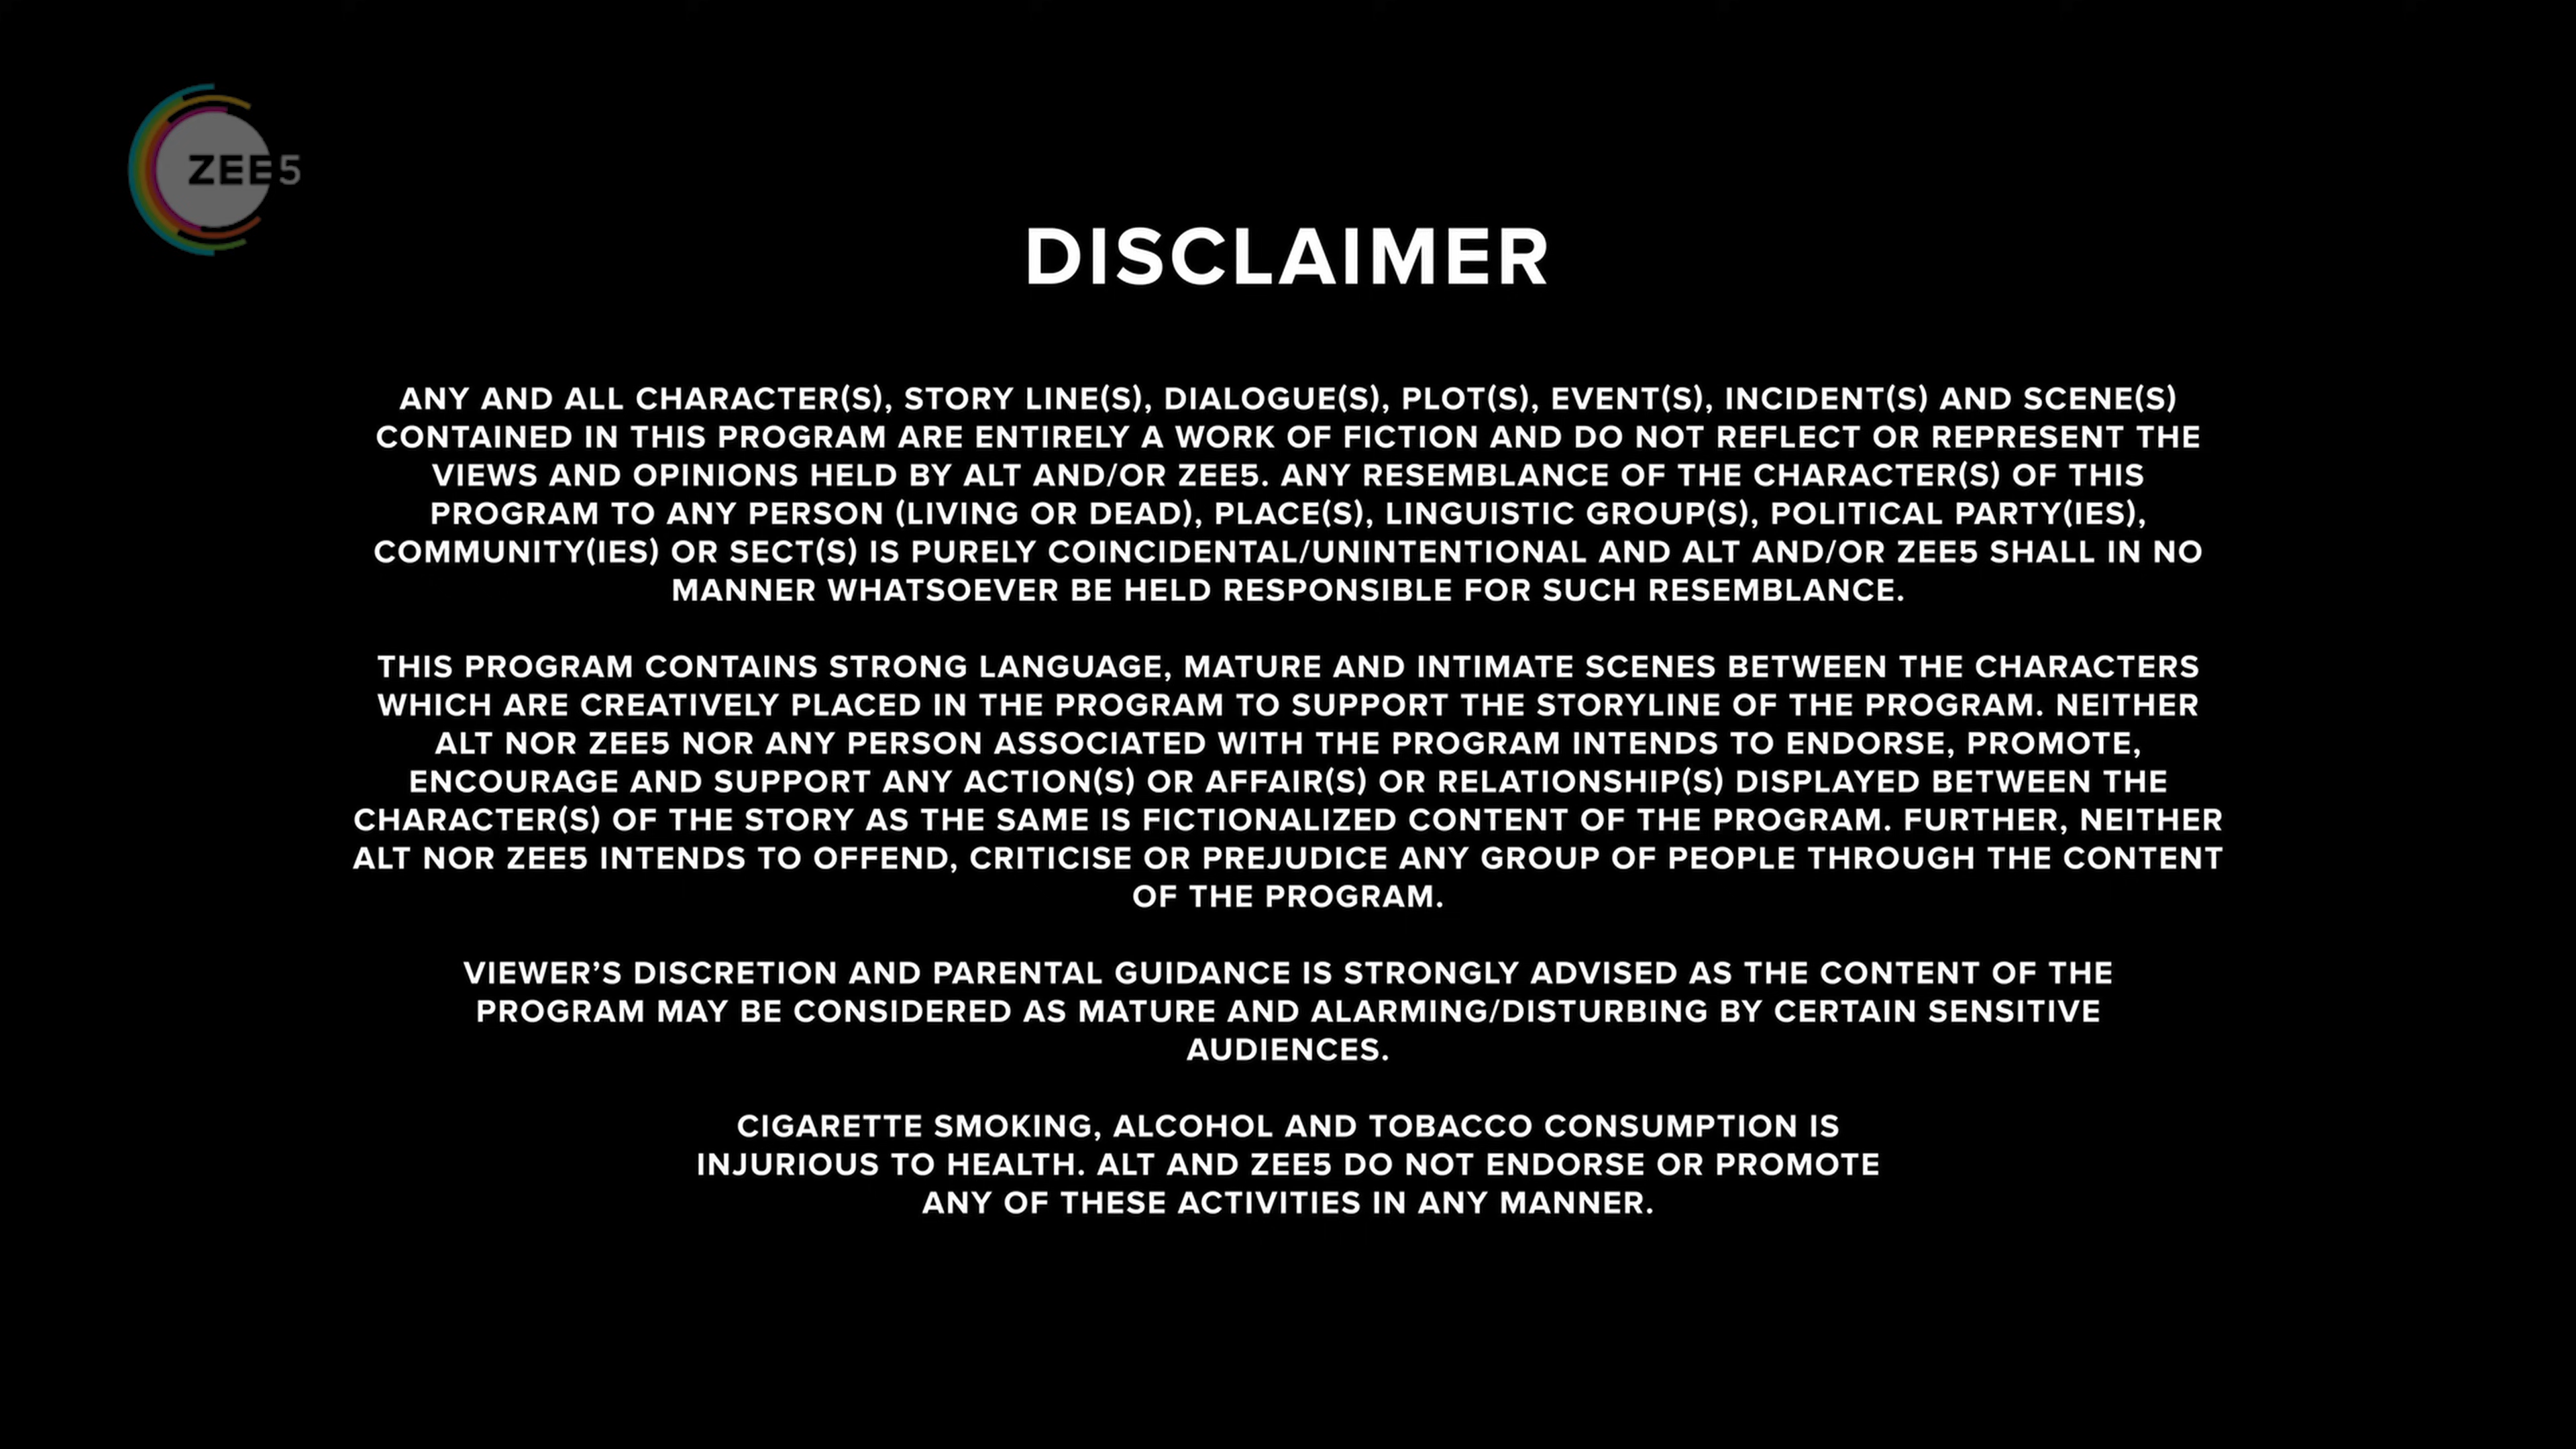 ZEE5
DISCLAIMER
ANY AND ALL CHARACTER(S), STORY LINE(S), DIALOGUE(S), PLOT(S), EVENT(S), INCIDENT(S) AND SCENE(S)
CONTAINED IN THIS PROGRAM ARE ENTIRELY A WORK OF FICTION AND DO NOT REFLECT OR REPRESENT THE
VIEWS AND OPINIONS HELD BY ALT AND/OR ZEE5. ANY RESEMBLANCE OF THE CHARACTER(S) OF THIS
PROGRAM TO ANY PERSON (LIVING OR DEAD), PLACE(S), LINGUISTIC GROUP(S), POLITICAL PARTY(IES),
COMMUNITY(IES) OR SECT(S) IS PURELY COINCIDENTAL/UNINTENTIONAL AND ALT AND/OR ZEE5 SHALL IN NO
MANNER WHATSOEVER BE HELD RESPONSIBLE FOR SUCH RESEMBLANCE.
THIS PROGRAM CONTAINS STRONG LANGUAGE, MATURE AND INTIMATE SCENES BETWEEN THE CHARACTERS
WHICH ARE CREATIVELY PLACED IN THE PROGRAM TO SUPPORT THE STORYLINE OF THE PROGRAM. NEITHER
ALT NOR ZEE5 NOR ANY PERSON ASSOCIATED WITH THE PROGRAM INTENDS TO ENDORSE, PROMOTE,
ENCOURAGE AND SUPPORT ANY ACTION(S) OR AFFAIR(S) OR RELATIONSHIP(S) DISPLAYED BETWEEN THE
CHARACTER(S) OF THE STORY AS THE SAME IS FICTIONALIZED CONTENT OF THE PROGRAM. FURTHER, NEITHER
ALT NOR ZEE5 INTENDS TO OFFEND, CRITICISE OR PREJUDICE ANY GROUP OF PEOPLE THROUGH THE CONTENT
OF THE PROGRAM.
VIEWER’S DISCRETION AND PARENTAL GUIDANCE IS STRONGLY ADVISED AS THE CONTENT OF THE
PROGRAM MAY BE CONSIDERED AS MATURE AND ALARMING/DISTURBING BY CERTAIN SENSITIVE
AUDIENCES.
CIGARETTE SMOKING, ALCOHOL AND TOBACCO CONSUMPTION IS
INJURIOUS TO HEALTH. ALT AND ZEE5 DO NOT ENDORSE OR PROMOTE
ANY OF THESE ACTIVITIES IN ANY MANNER.